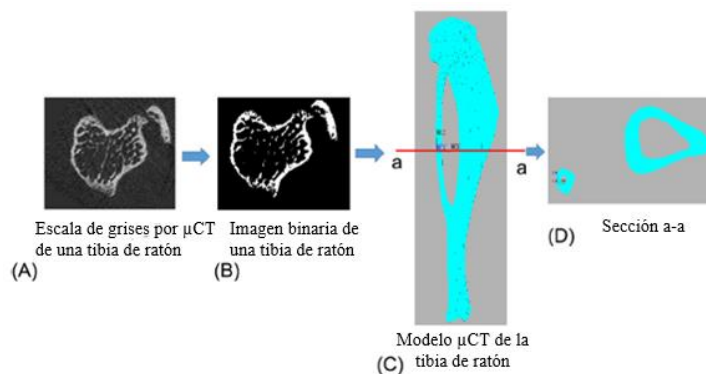 Escala de grises por µCT
de una tibia de ratón
(A)
Imagen binaria de
una tibia de ratón
(B)
a
a
Modelo µCT de la
tibia de ratón
(C)
Sección a-a
(D)